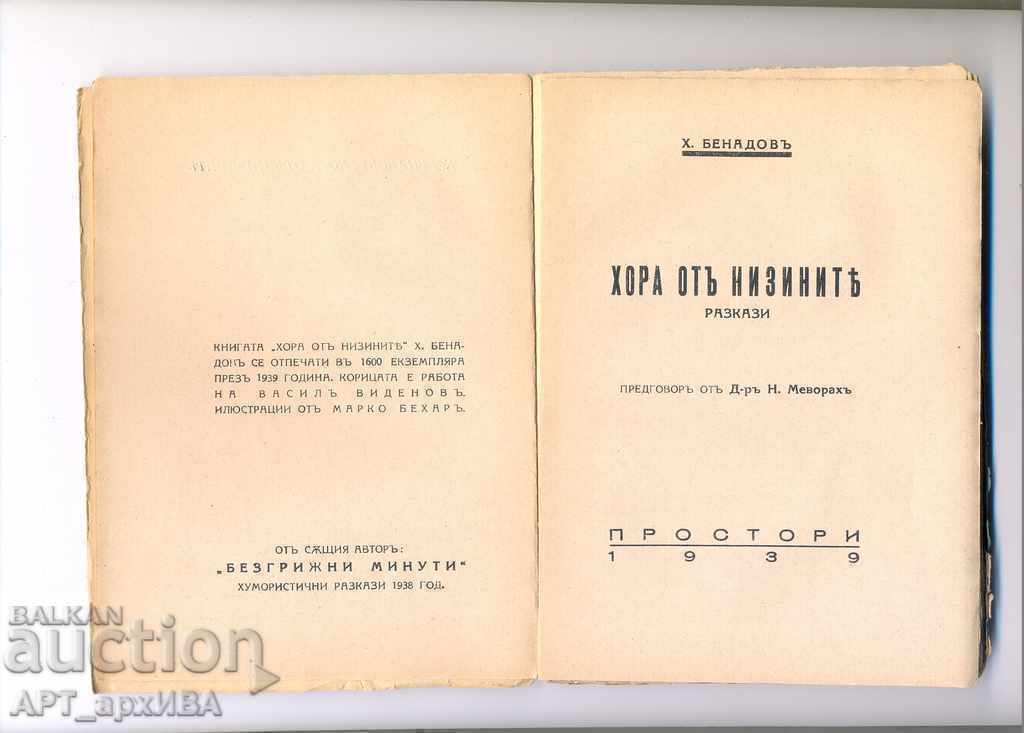 КНИГАТА „ХОРА ОТЪ НИЗИНИТѢ" Х. БЕНА-
ДОВЪ СЕ ОТПЕЧАТИ ВЪ 1600 ЕКЗЕМПЛЯРА
ПРЕЗЪ 1939 ГОДИНА. КОРИЦАТА Е РАБОТА
НА ВАСИЛЪ ВИДЕНОВЪ.
ИЛЮСТРАЦИИ ОТЪ МАРКО БЕХАРЪ.
ОТЪ СѪЩИЯ АВТОРЪ:
„БЕЗГРИЖНИ МИНУТИ"
ХУМОРИСТИЧНИ РАЗКАЗИ 1938 ГОД.
Х. БЕНАДОВЪ
ХОРА ОТЪ НИЗИНИТѢ
РАЗКАЗИ
ПРЕДГОВОРЪ ОТЪ Д-РЪ Н. МЕВОРАХЪ
ПРОСТОРИ
1939
BALKAN
auction
АРТ_архИВА